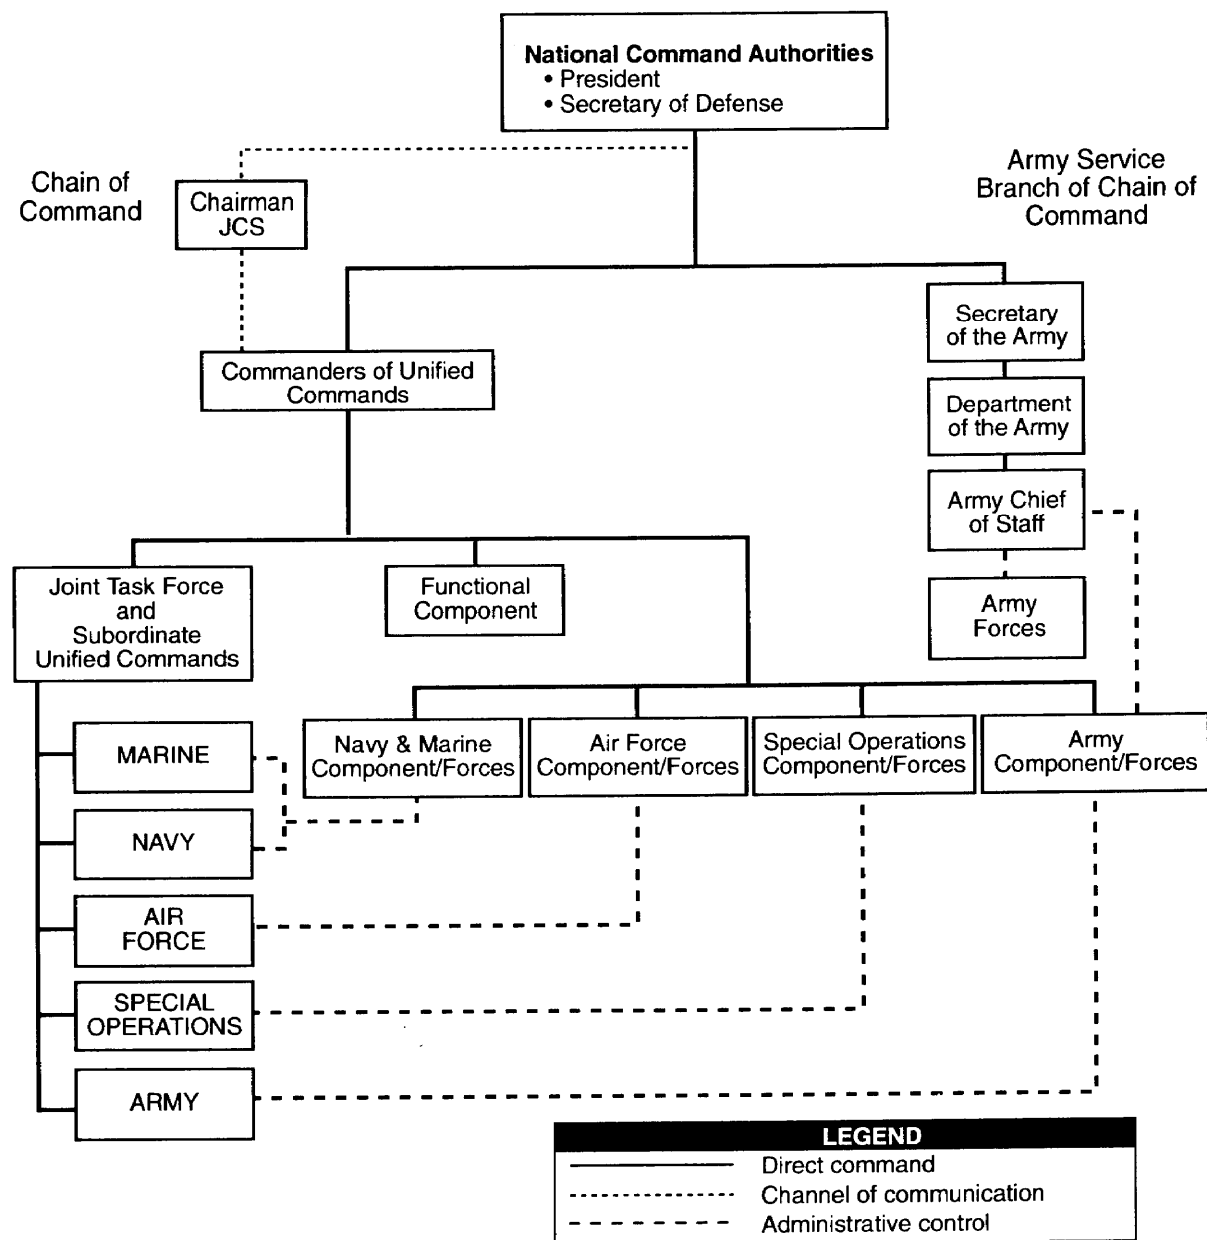 National Command Authorities
• President
• Secretary of Defense
Chain of
Command
Chairman
JCS
Army Service
Branch of Chain of
Command
Commanders of Unified
Commands
Secretary
of the Army
Department
of the Army
Army Chief
of Staff
Army
Forces
Joint Task Force
and
Subordinate
Unified Commands
Functional
Component
Navy & Marine
Component/Forces
Air Force
Component/Forces
Special Operations
Component/Forces
Army
Component/Forces
MARINE
NAVY
AIR
FORCE
SPECIAL
OPERATIONS
ARMY
LEGEND
Direct command
Channel of communication
Administrative control